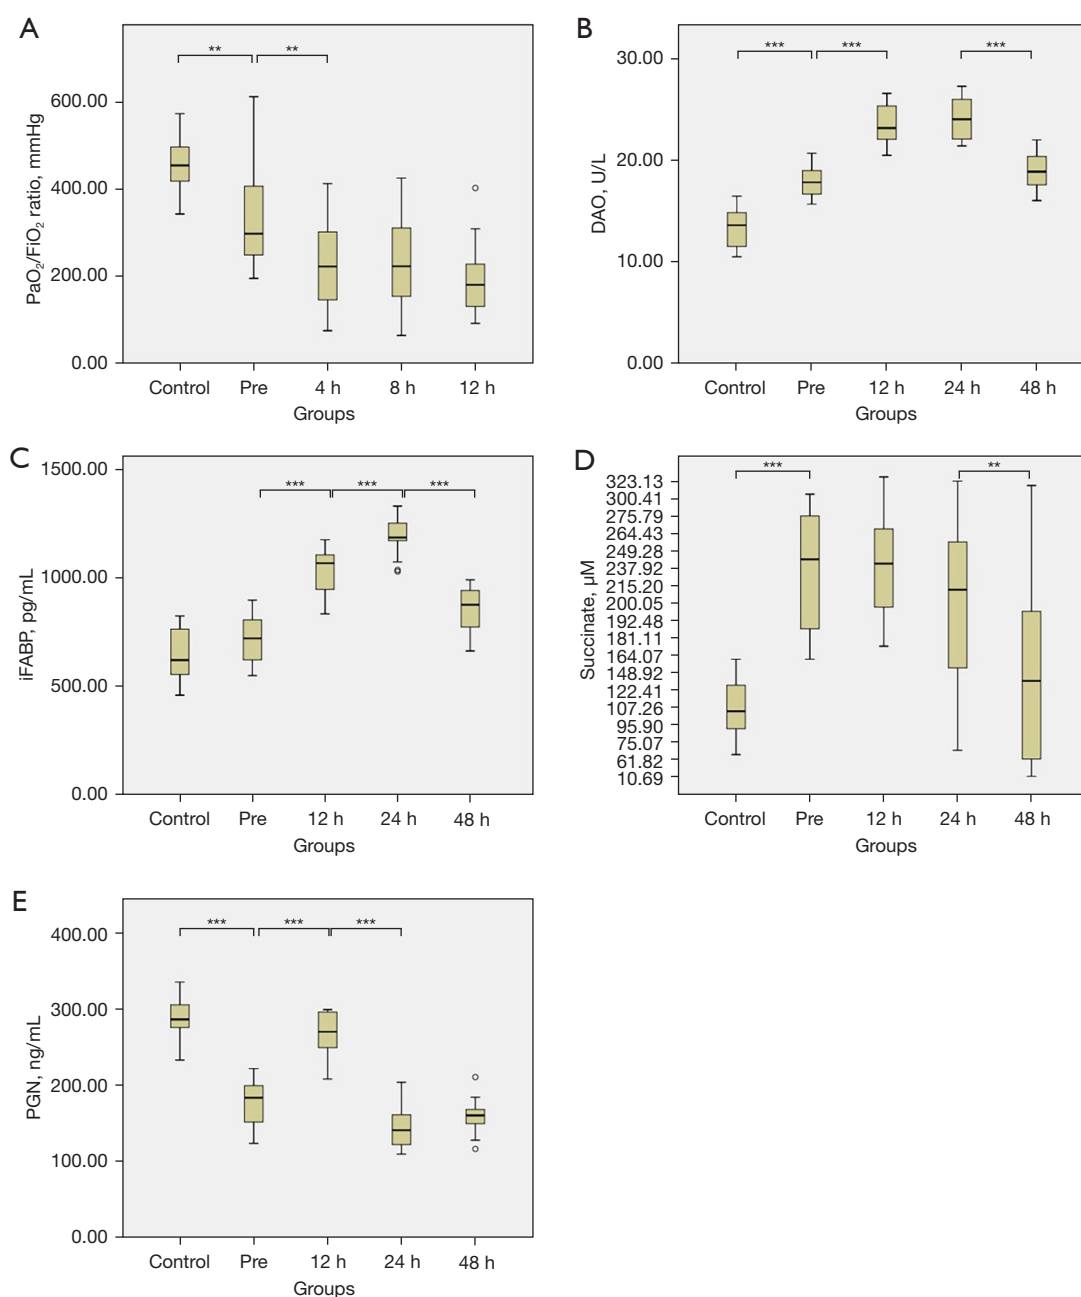 A
PaO2/FiO2 ratio, mmHg
600.00
400.00
200.00
0.00
** **
Control Pre 4 h 8 h 12 h
Groups
B
DAO, U/L
30.00
20.00
10.00
0.00
*** *** ***
Control Pre 12 h 24 h 48 h
Groups
C
iFABP, pg/mL
1500.00
1000.00
500.00
0.00
*** *** ***
Control Pre 12 h 24 h 48 h
Groups
D
Succinate, μM
323.13
300.41
275.79
264.43
249.28
237.92
215.20
200.05
192.48
181.11
164.07
148.92
122.41
107.26
95.90
75.07
61.82
10.69
*** **
Control Pre 12 h 24 h 48 h
Groups
E
PGN, ng/mL
400.00
300.00
200.00
100.00
0.00
*** *** ***
Control Pre 12 h 24 h 48 h
Groups